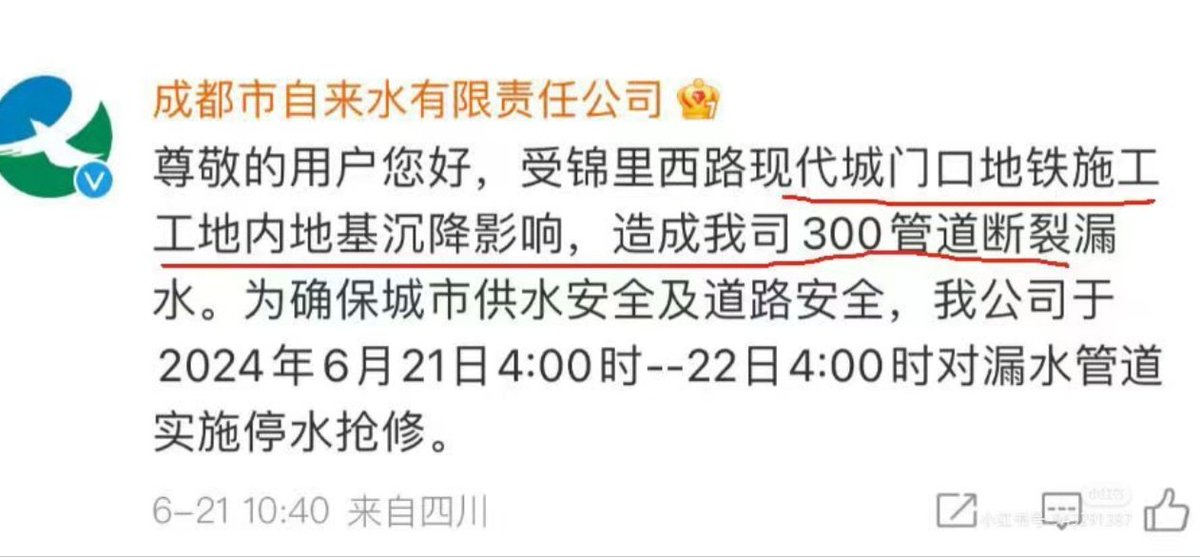 成都市自来水有限责任公司
尊敬的用户您好，受锦里西路现代城门口地铁施工
工地内地基沉降影响，造成我司300管道断裂漏
水。为确保城市供水安全及道路安全，我公司于
2024年6月21日4:00时--22日4:00时对漏水管道
实施停水抢修。
6-21 10:40 来自四川
小红书号